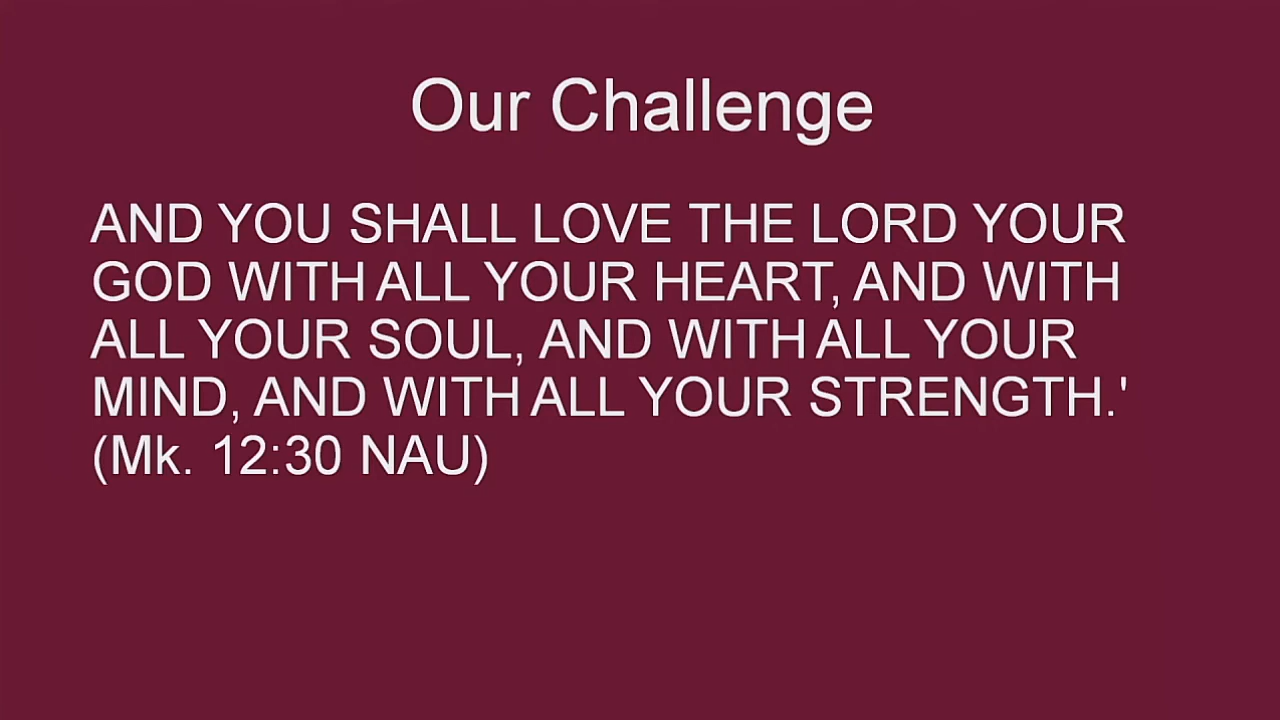 Our Challenge
AND YOU SHALL LOVE THE LORD YOUR
GOD WITH ALL YOUR HEART, AND WITH
ALL YOUR SOUL, AND WITH ALL YOUR
MIND, AND WITH ALL YOUR STRENGTH.'
(Mk. 12:30 NAU)